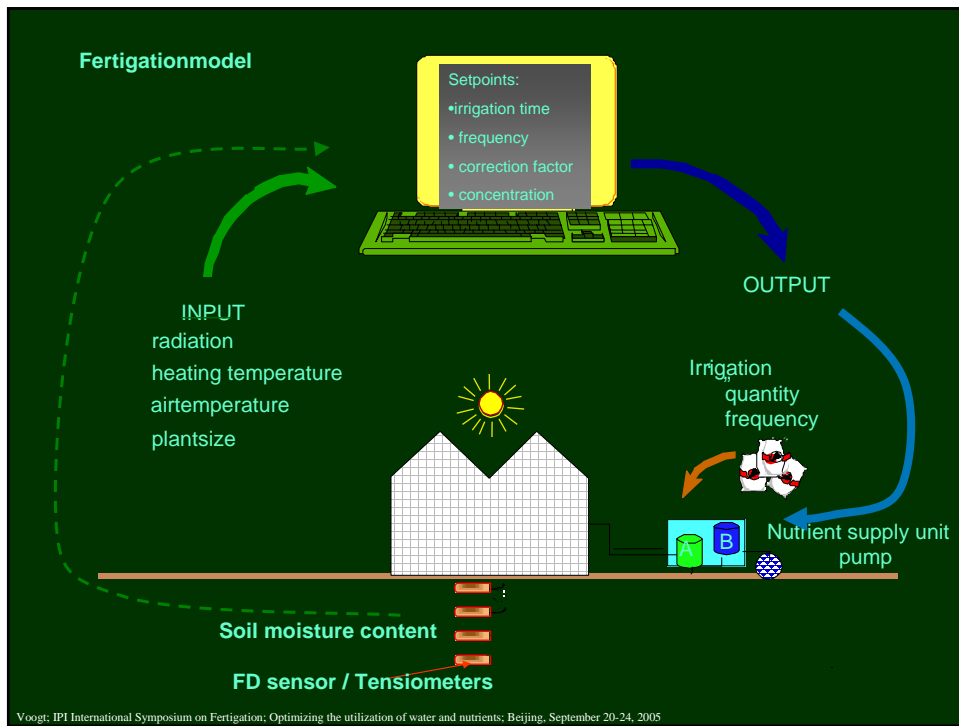 Fertigationmodel
Setpoints:
•irrigation time
• frequency
• correction factor
• concentration
INPUT
radiation
heating temperature
airtemperature
plantsize
OUTPUT
Irrigation
" quantity
frequency
A
B
Nutrient supply unit
pump
Soil moisture content
FD sensor / Tensiometers
Voogt; IPI International Symposium on Fertigation; Optimizing the utilization of water and nutrients; Beijing, September 20-24, 2005